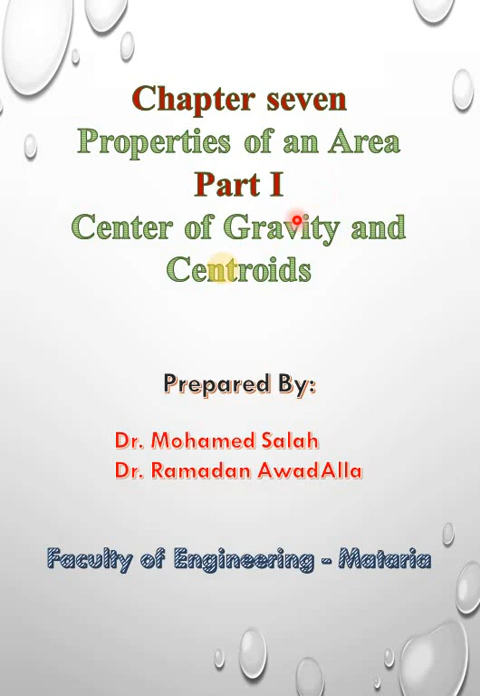 Chapter seven
Properties of an Area
Part I
Center of Gravity and
Centroids
Prepared By:
Dr. Mohamed Salah
Dr. Ramadan AwadAlla
Faculty of Engineering - Mataria